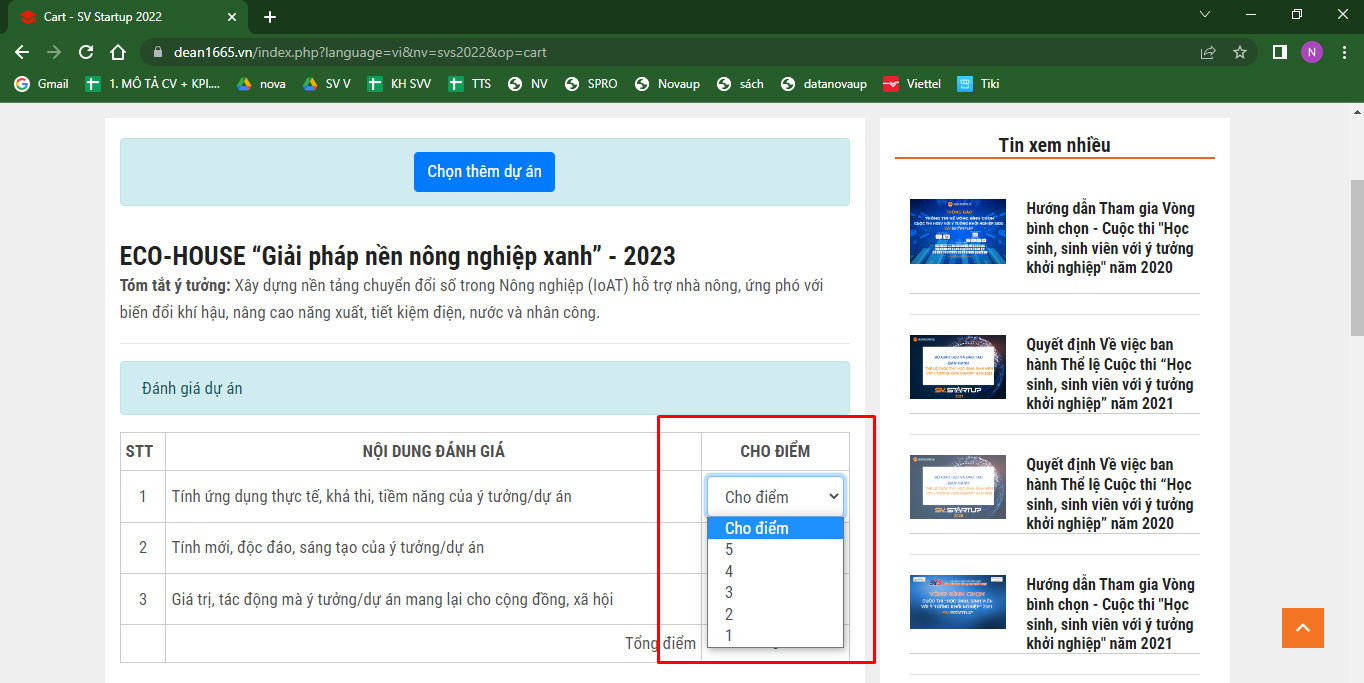 Cart - SV Startup 2022
dean1665.vn/index.php?language=vi&nv=svs2022&op=cart
N
Gmail
1. MÔ TẢ CV + KPI....
nova
SV V
KH SVV
TTS
NV
SPRO
Novaup
sách
datanovaup
Viettel
Tiki
Chọn thêm dự án
ECO-HOUSE “Giải pháp nền nông nghiệp xanh” - 2023
Tóm tắt ý tưởng: Xây dựng nền tảng chuyển đổi số trong Nông nghiệp (IoAT) hỗ trợ nhà nông, ứng phó với
biến đổi khí hậu, nâng cao năng xuất, tiết kiệm điện, nước và nhân công.
Đánh giá dự án
STT NỘI DUNG ĐÁNH GIÁ CHO ĐIỂM
1 Tính ứng dụng thực tế, khả thi, tiềm năng của ý tưởng/dự án Cho điểm
2 Tính mới, độc đáo, sáng tạo của ý tưởng/dự án
3 Giá trị, tác động mà ý tưởng/dự án mang lại cho cộng đồng, xã hội
Tổng điểm
Cho điểm
5
4
3
2
1
Tin xem nhiều
Hướng dẫn Tham gia Vòng
bình chọn - Cuộc thi "Học
sinh, sinh viên với ý tưởng
khởi nghiệp" năm 2020
Quyết định Về việc ban
hành Thể lệ Cuộc thi “Học
sinh, sinh viên với ý tưởng
khởi nghiệp” năm 2021
SV.STARTUP
2021
Quyết định Về việc ban
hành Thể lệ Cuộc thi “Học
sinh, sinh viên với ý tưởng
khởi nghiệp” năm 2020
SV.STARTUP
Hướng dẫn Tham gia Vòng
bình chọn - Cuộc thi "Học
sinh, sinh viên với ý tưởng
khởi nghiệp" năm 2021
VÒNG BÌNH CHỌN